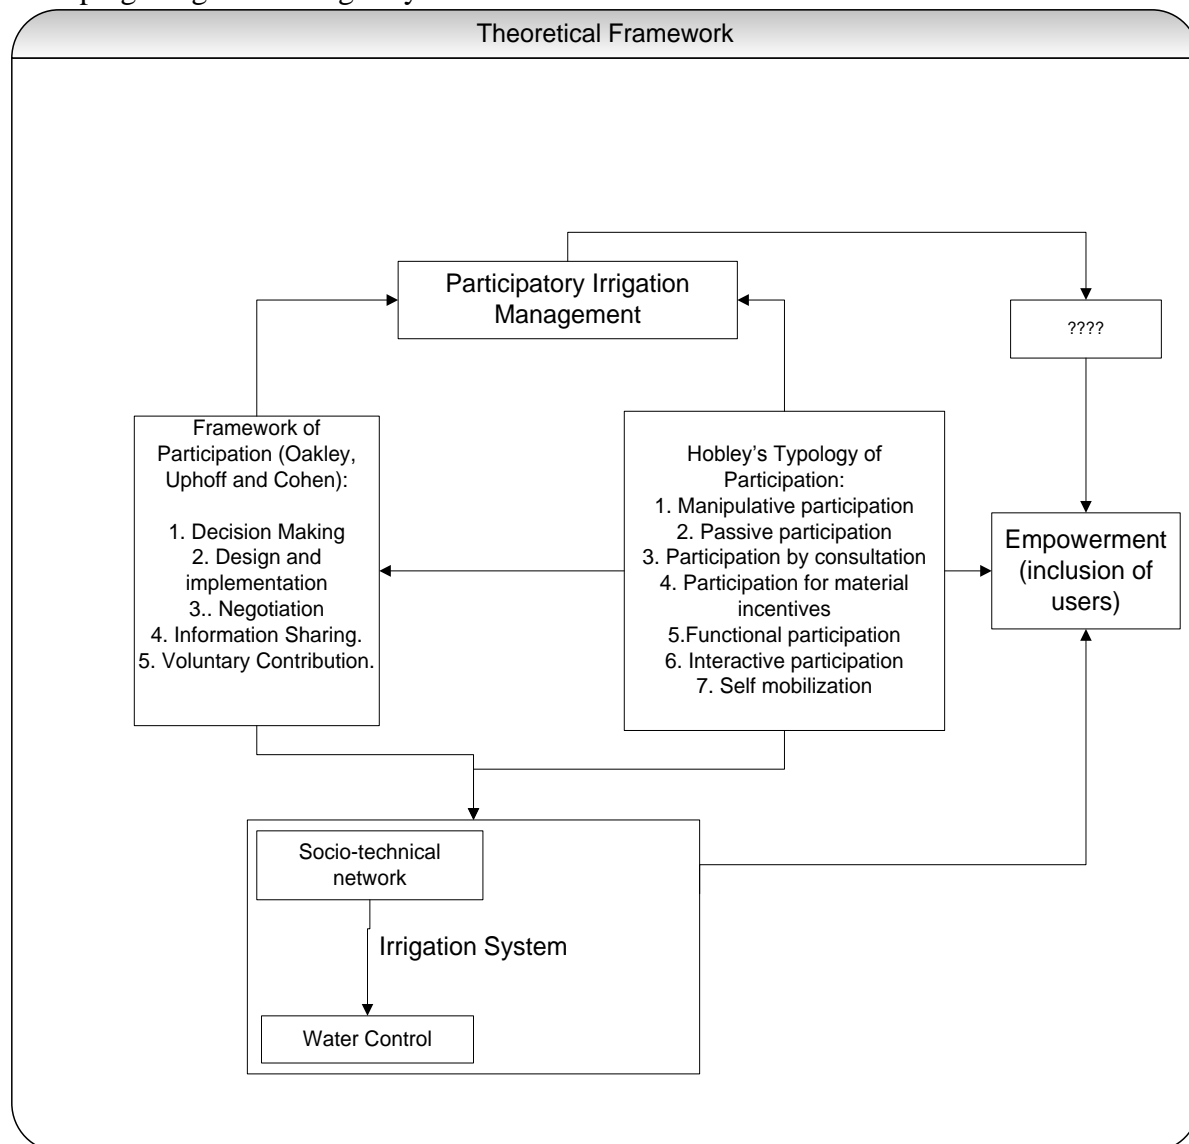 Theoretical Framework
Participatory Irrigation
Management
????
Framework of
Participation (Oakley,
Uphoff and Cohen):
1. Decision Making
2. Design and
implementation
3.. Negotiation
4. Information Sharing.
5. Voluntary Contribution.
Hobley's Typology of
Participation:
1. Manipulative participation
2. Passive participation
3. Participation by consultation
4. Participation for material
incentives
5.Functional participation
6. Interactive participation
7. Self mobilization
Empowerment
(inclusion of
users)
Socio-technical
network
Irrigation System
Water Control